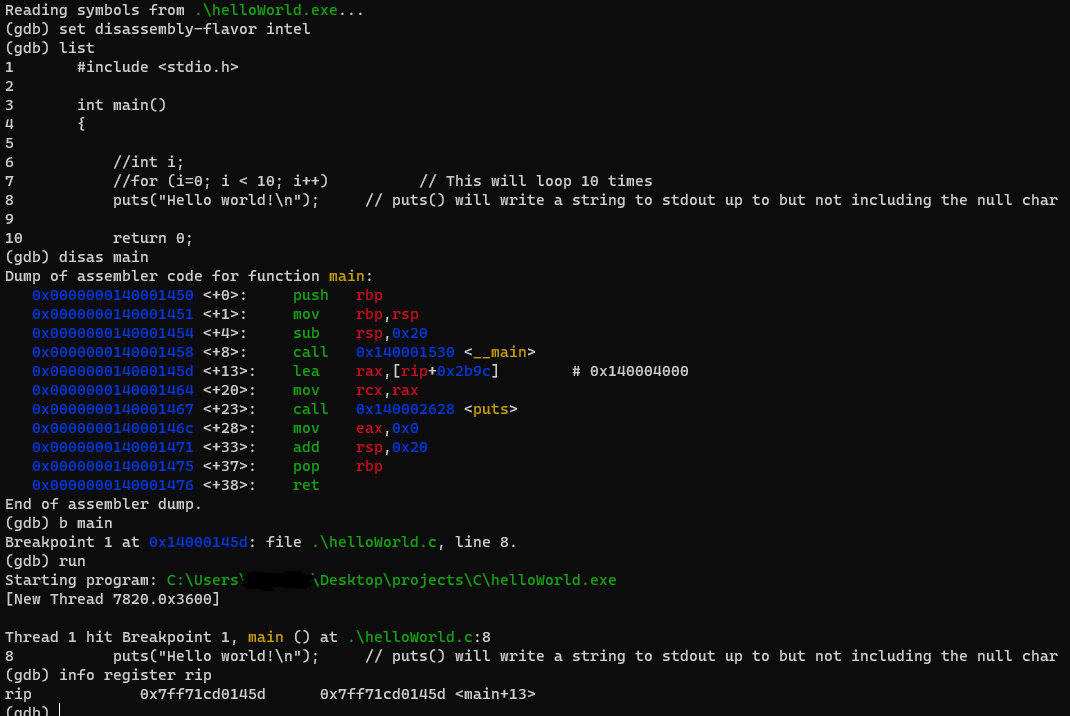 Reading symbols from .\helloWorld.exe...
(gdb) set disassembly-flavor intel
(gdb) list
1       #include <stdio.h>
2
3       int main()
4       {
5
6           //int i;
7           //for (i=0; i < 10; i++)          // This will loop 10 times
8           puts("Hello world!\n");     // puts() will write a string to stdout up to but not including the null char
9
10          return 0;
(gdb) disas main
Dump of assembler code for function main:
   0x0000000140001450 <+0>:     push   rbp
   0x0000000140001451 <+1>:     mov    rbp,rsp
   0x0000000140001454 <+4>:     sub    rsp,0x20
   0x0000000140001458 <+8>:     call   0x140001530 <__main>
   0x000000014000145d <+13>:    lea    rax,[rip+0x2b9c]        # 0x140004000
   0x0000000140001464 <+20>:    mov    rcx,rax
   0x0000000140001467 <+23>:    call   0x140002628 <puts>
   0x000000014000146c <+28>:    mov    eax,0x0
   0x0000000140001471 <+33>:    add    rsp,0x20
   0x0000000140001475 <+37>:    pop    rbp
   0x0000000140001476 <+38>:    ret
End of assembler dump.
(gdb) b main
Breakpoint 1 at 0x14000145d: file .\helloWorld.c, line 8.
(gdb) run
Starting program: C:\Users\ \Desktop\projects\C\helloWorld.exe
[New Thread 7820.0x3600]

Thread 1 hit Breakpoint 1, main () at .\helloWorld.c:8
8           puts("Hello world!\n");     // puts() will write a string to stdout up to but not including the null char
(gdb) info register rip
rip            0x7ff71cd0145d      0x7ff71cd0145d <main+13>
(gdb)